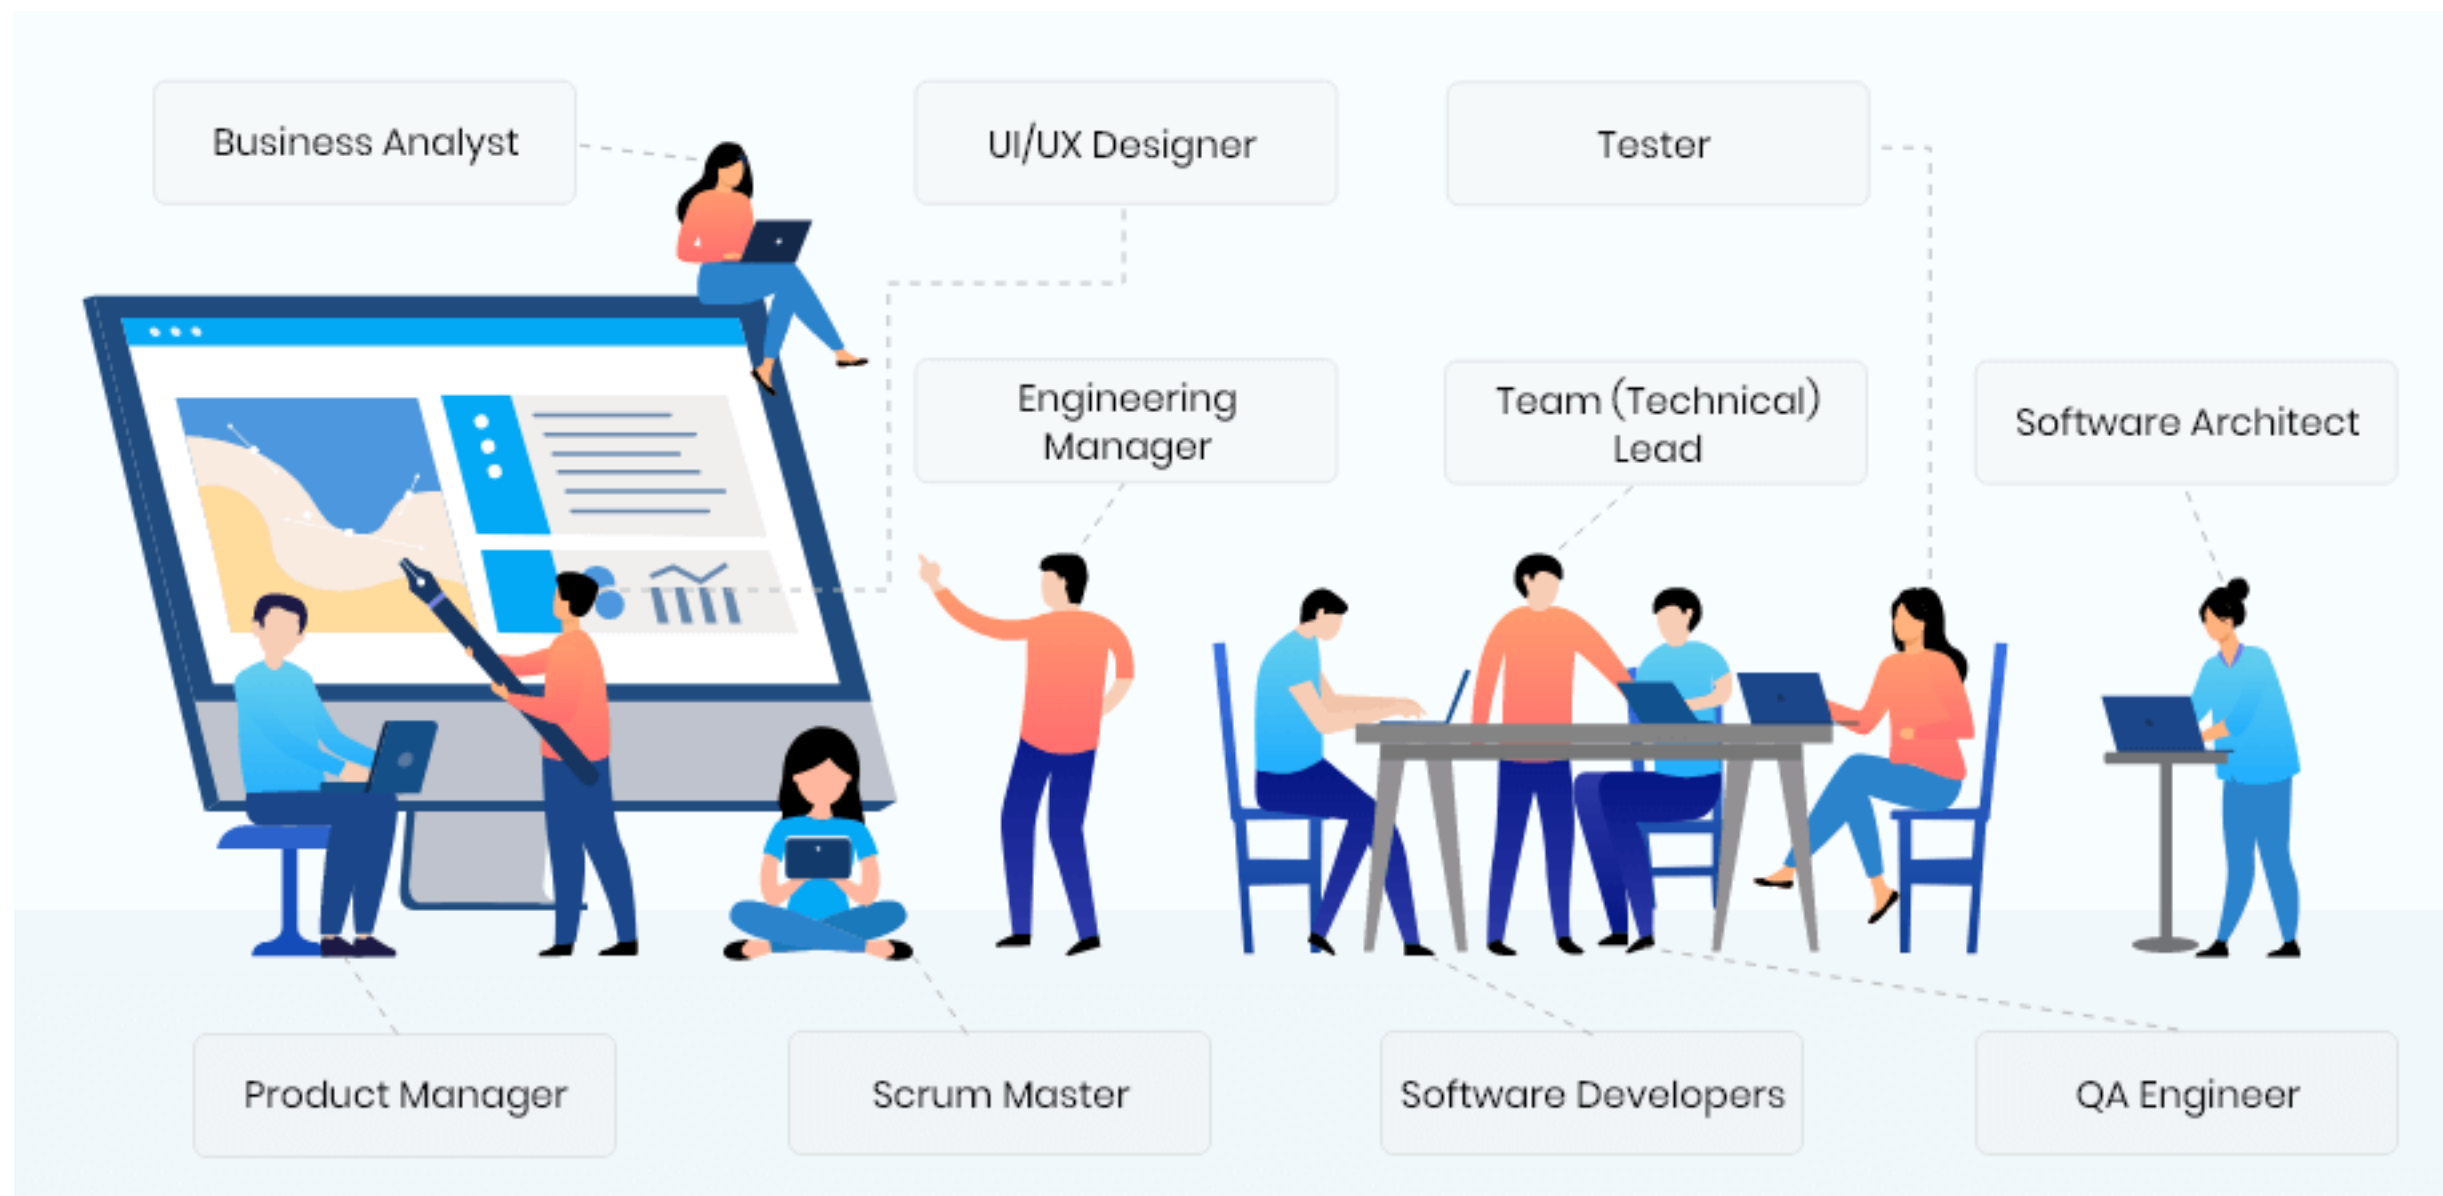 Business Analyst
UI/UX Designer
Tester
Engineering
Manager
Team (Technical)
Lead
Software Architect
Product Manager
Scrum Master
Software Developers
QA Engineer